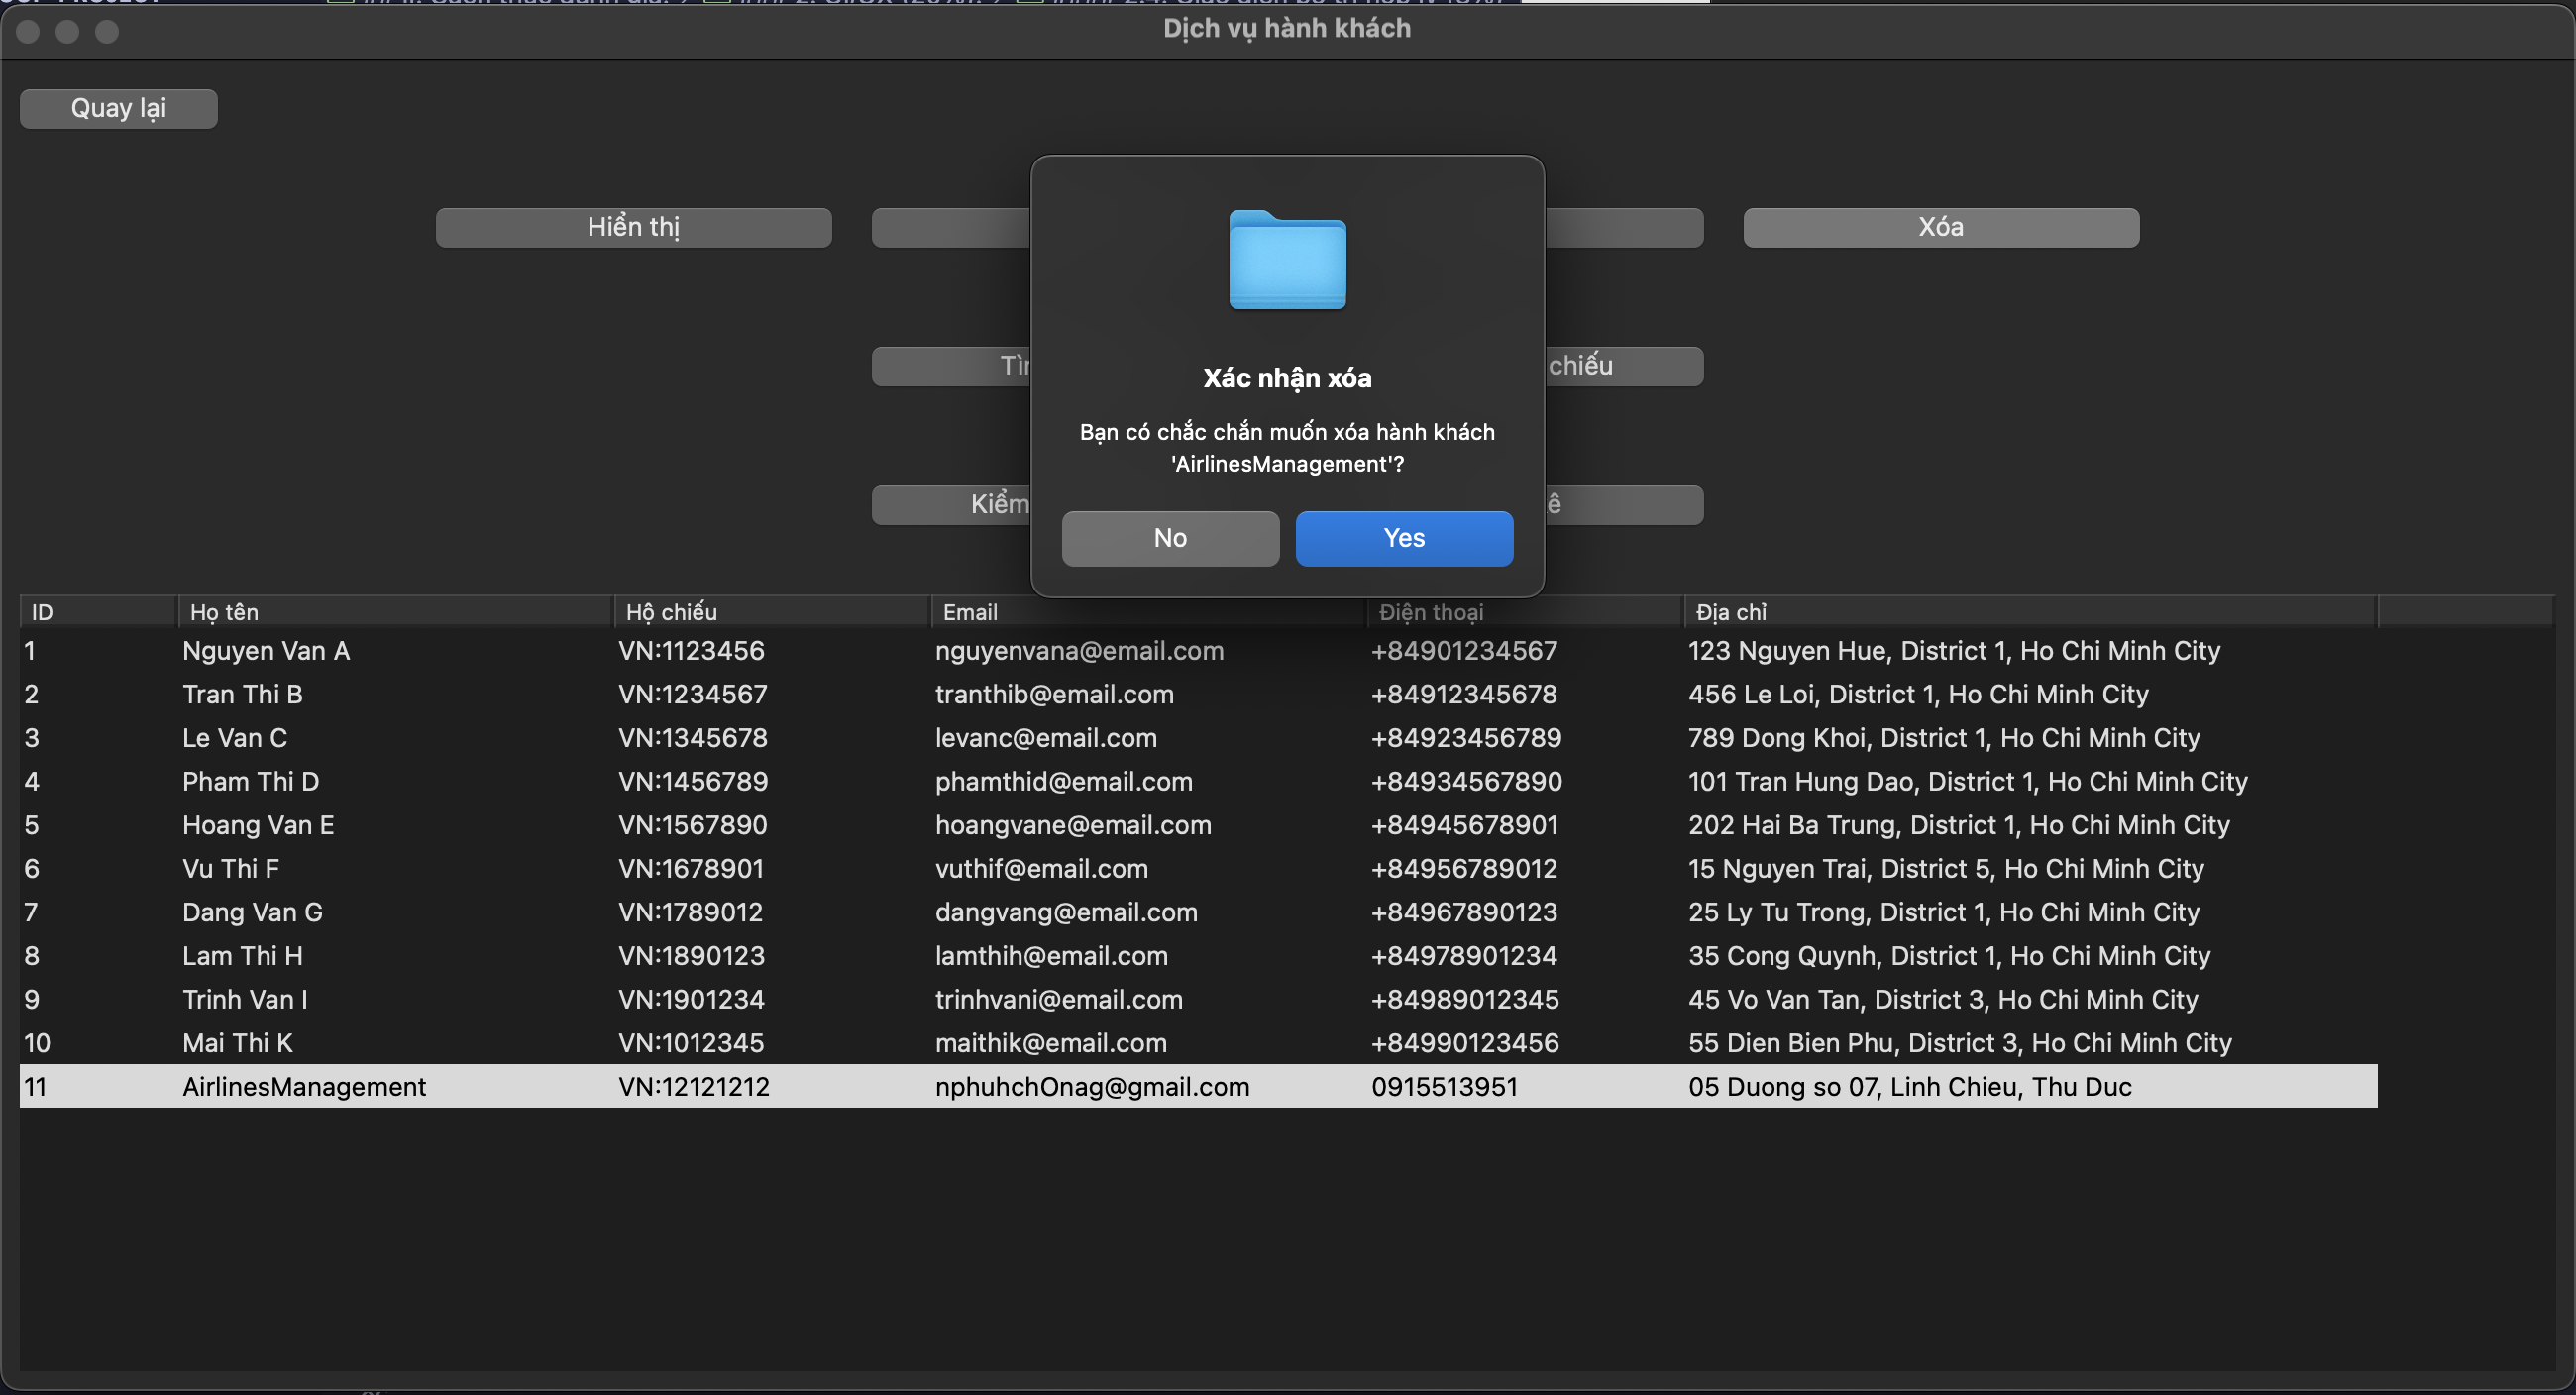 Dịch vụ hành khách
Quay lại
Hiển thị
Xóa
chiếu
Kiểm
Xác nhận xóa
Bạn có chắc chắn muốn xóa hành khách
'AirlinesManagement'?
No Yes
ID Họ tên Hộ chiếu Email Điện thoại Địa chỉ
1 Nguyen Van A VN:1123456 nguyenvana@email.com +84901234567 123 Nguyen Hue, District 1, Ho Chi Minh City
2 Tran Thi B VN:1234567 tranthib@email.com +84912345678 456 Le Loi, District 1, Ho Chi Minh City
3 Le Van C VN:1345678 levanc@email.com +84923456789 789 Dong Khoi, District 1, Ho Chi Minh City
4 Pham Thi D VN:1456789 phamthid@email.com +84934567890 101 Tran Hung Dao, District 1, Ho Chi Minh City
5 Hoang Van E VN:1567890 hoangvane@email.com +84945678901 202 Hai Ba Trung, District 1, Ho Chi Minh City
6 Vu Thi F VN:1678901 vuthif@email.com +84956789012 15 Nguyen Trai, District 5, Ho Chi Minh City
7 Dang Van G VN:1789012 dangvang@email.com +84967890123 25 Ly Tu Trong, District 1, Ho Chi Minh City
8 Lam Thi H VN:1890123 lamthih@email.com +84978901234 35 Cong Quynh, District 1, Ho Chi Minh City
9 Trinh Van I VN:1901234 trinhvani@email.com +84989012345 45 Vo Van Tan, District 3, Ho Chi Minh City
10 Mai Thi K VN:1012345 maithik@email.com +84990123456 55 Dien Bien Phu, District 3, Ho Chi Minh City
11 AirlinesManagement VN:12121212 nphuhchOnag@gmail.com 0915513951 05 Duong so 07, Linh Chieu, Thu Duc